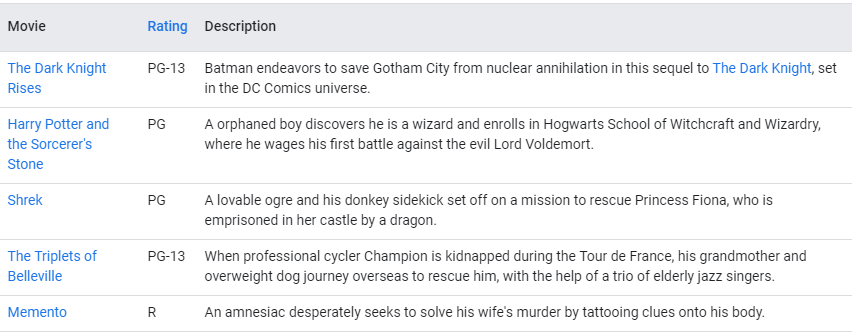 Movie Rating Description
The Dark Knight Rises PG-13 Batman endeavors to save Gotham City from nuclear annihilation in this sequel to The Dark Knight, set in the DC Comics universe.
Harry Potter and the Sorcerer's Stone PG A orphaned boy discovers he is a wizard and enrolls in Hogwarts School of Witchcraft and Wizardry, where he wages his first battle against the evil Lord Voldemort.
Shrek PG A lovable ogre and his donkey sidekick set off on a mission to rescue Princess Fiona, who is emprisoned in her castle by a dragon.
The Triplets of Belleville PG-13 When professional cycler Champion is kidnapped during the Tour de France, his grandmother and overweight dog journey overseas to rescue him, with the help of a trio of elderly jazz singers.
Memento R An amnesiac desperately seeks to solve his wife's murder by tattooing clues onto his body.